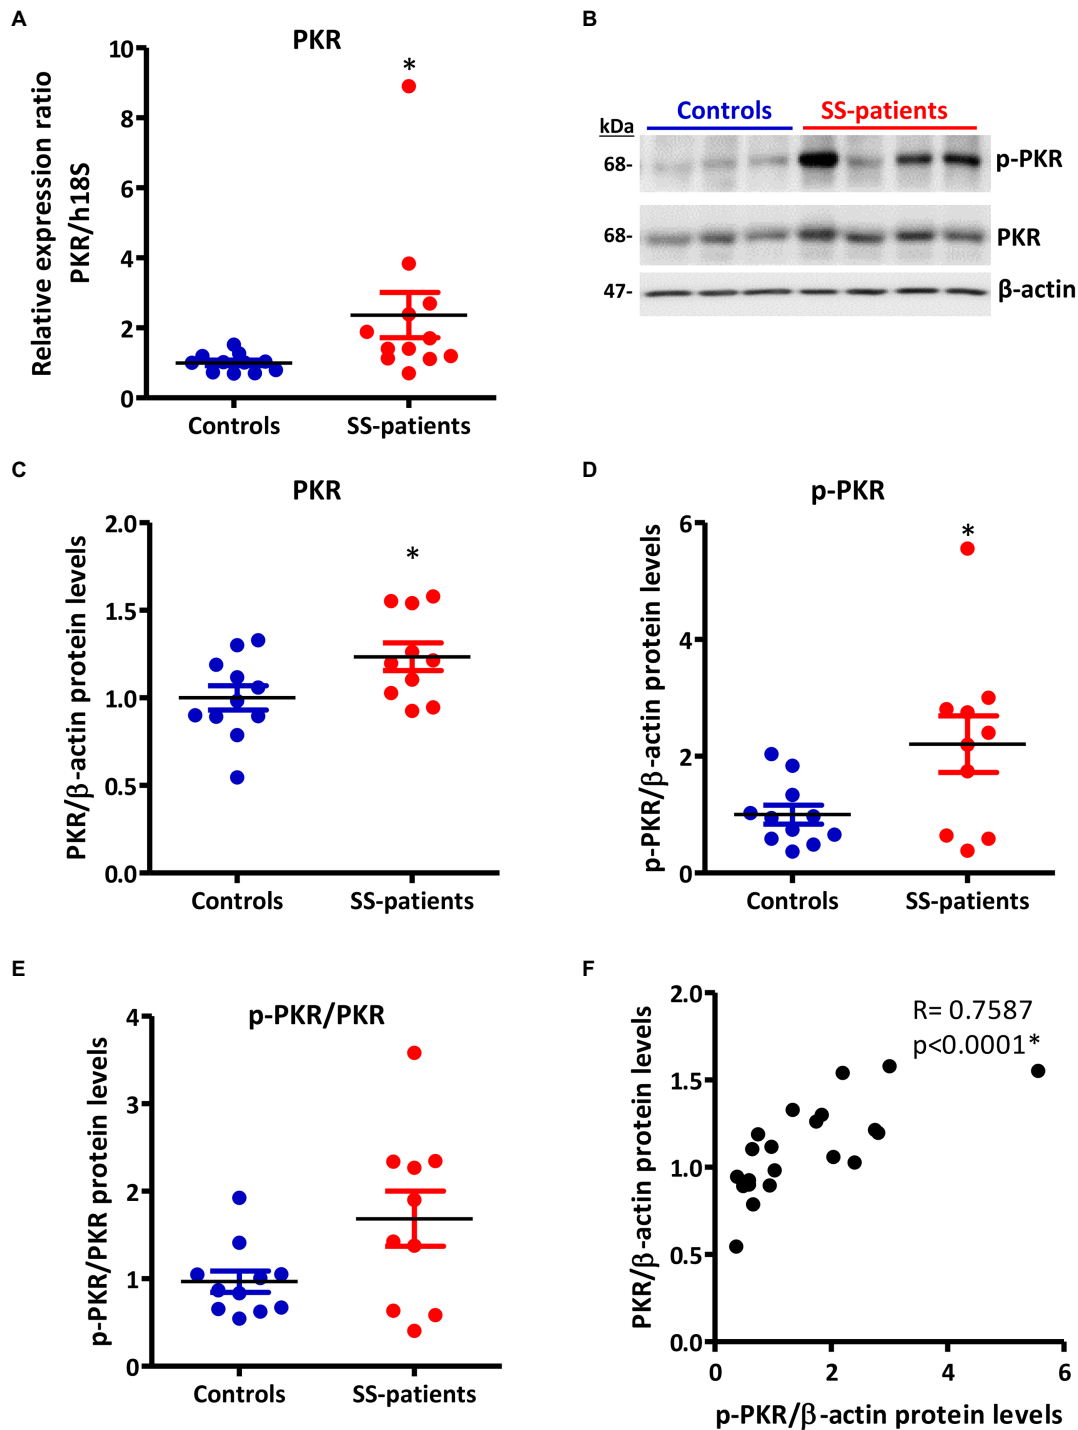 A
PKR
Relative expression ratio
PKR/h18S
10
8
6
4
2
0
*
Controls
SS-patients
B
Controls
SS-patients
kDa
68-
p-PKR
68-
PKR
47-
β-actin
C
PKR
PKR/β-actin protein levels
2.0
1.5
1.0
0.5
0.0
*
Controls
SS-patients
D
p-PKR
p-PKR/β-actin protein levels
6
4
2
0
*
Controls
SS-patients
E
p-PKR/PKR
p-PKR/PKR protein levels
4
3
2
1
0
Controls
SS-patients
F
PKR/β-actin protein levels
2.0
1.5
1.0
0.5
0.0
R= 0.7587
p<0.0001*
0
2
4
6
p-PKR/β-actin protein levels